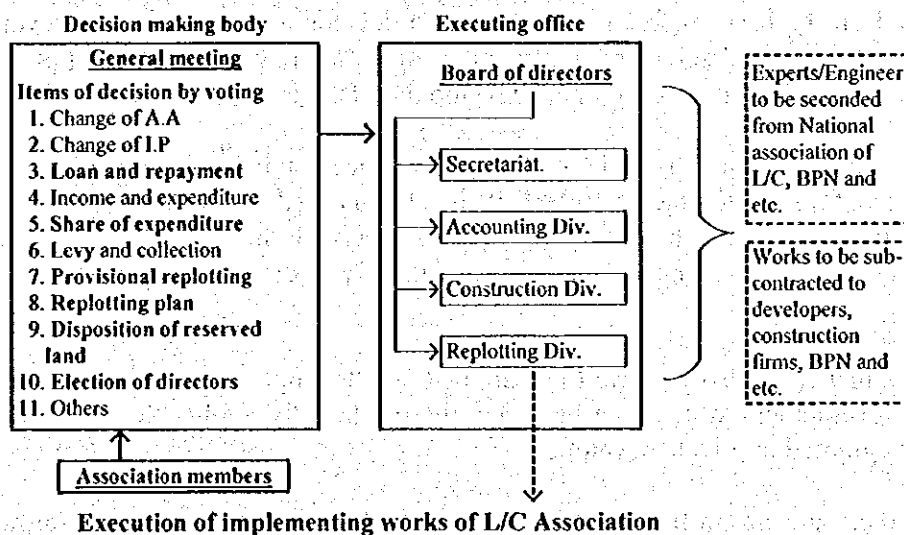 Decision making body
General meeting
Items of decision by voting
1. Change of A.A
2. Change of I.P
3. Loan and repayment
4. Income and expenditure
5. Share of expenditure
6. Levy and collection
7. Provisional replotting
8. Replotting plan
9. Disposition of reserved
land
10. Election of directors
11. Others
Association members
Executing office
Board of directors
Secretariat.
Accounting Div.
Construction Div.
Replotting Div.
Experts/Engineer
to be seconded
from National
association of
L/C, BPN and
etc.
Works to be sub-
contracted to
developers,
construction
firms, BPN and
etc.
Execution of implementing works of L/C Association